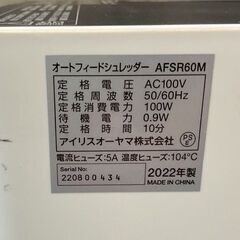 オートフィードシュレッダー AFSR60M
定格電圧 AC100V
定格周波数 50/60Hz
定格消費電力 100W
待機電力 0.9W
定格時間 10分
アイリスオーヤマ株式会社
PSE
電流ヒューズ:5A 温度ヒューズ:104℃
Serial No.:
220800434
2022年製
MADE IN CHINA